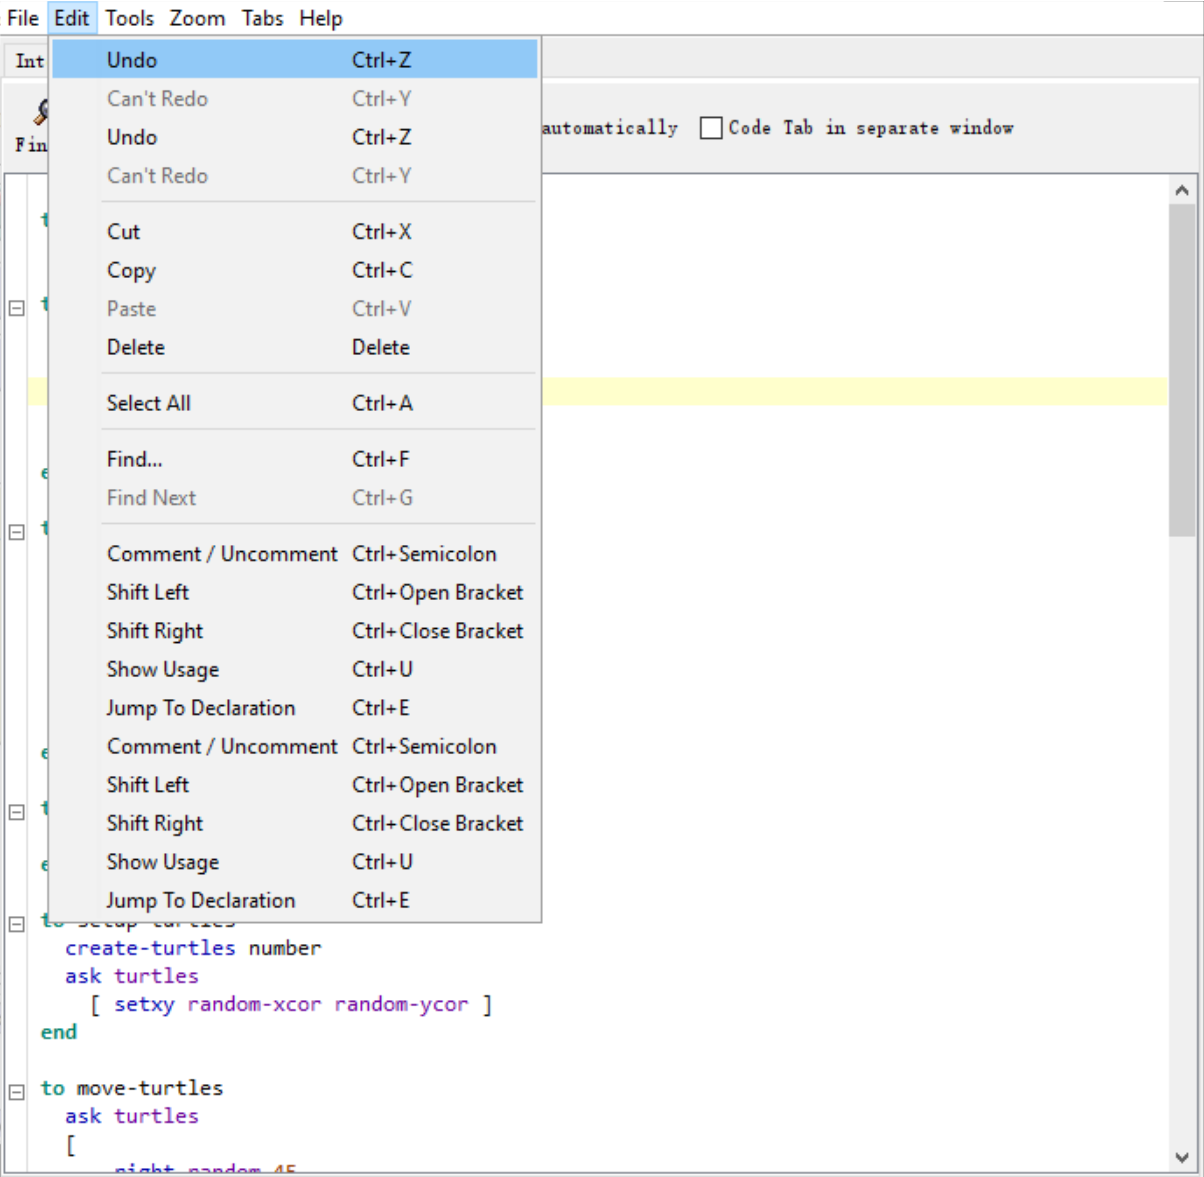 File Edit Tools Zoom Tabs Help
Int
Undo Ctrl+Z
Can't Redo Ctrl+Y
Undo Ctrl+Z
Can't Redo Ctrl+Y
Fin
automatically Code Tab in separate window
Cut Ctrl+X
Copy Ctrl+C
Paste Ctrl+V
Delete Delete
Select All Ctrl+A
Find... Ctrl+F
Find Next Ctrl+G
Comment / Uncomment Ctrl+Semicolon
Shift Left Ctrl+Open Bracket
Shift Right Ctrl+Close Bracket
Show Usage Ctrl+U
Jump To Declaration Ctrl+E
Comment / Uncomment Ctrl+Semicolon
Shift Left Ctrl+Open Bracket
Shift Right Ctrl+Close Bracket
Show Usage Ctrl+U
Jump To Declaration Ctrl+E
to setup-turtles
create-turtles number
ask turtles
[ setxy random-xcor random-ycor ]
end
to move-turtles
ask turtles
[
right random 45